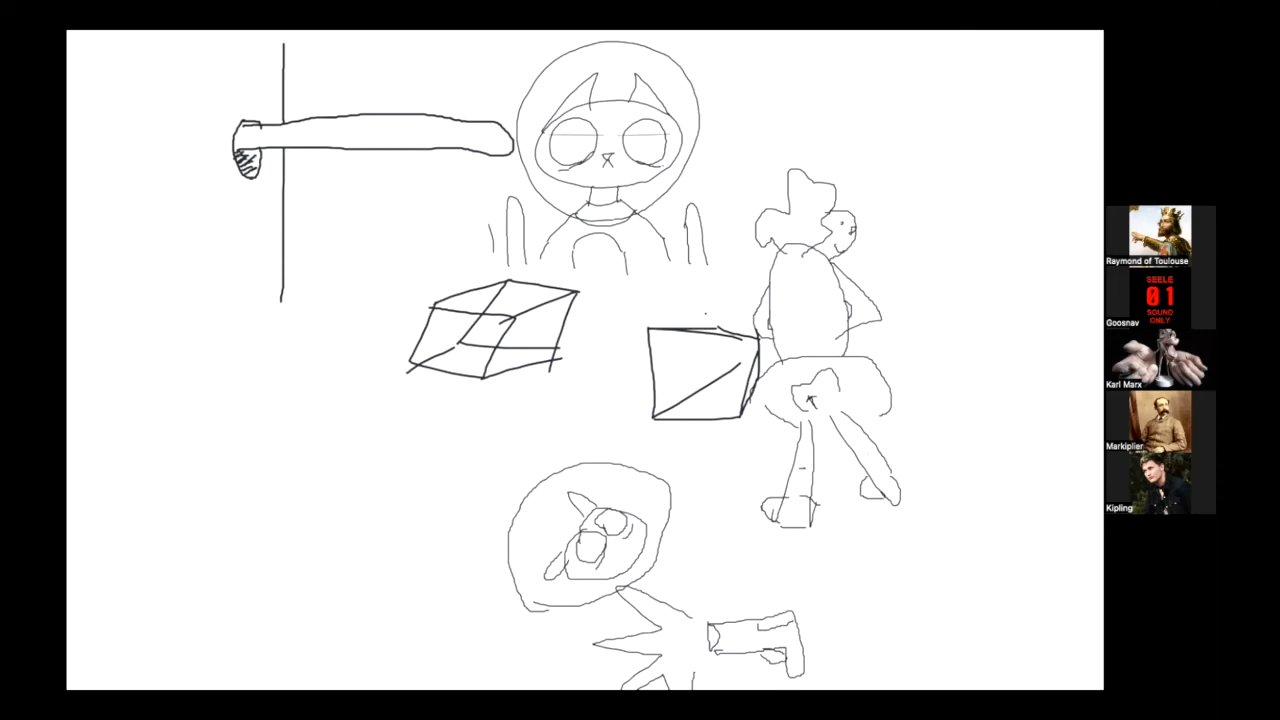 Raymond of Toulouse
SEELE
01
SOUND
ONLY
Goosnav
Karl Marx
Markiplier
Kipling